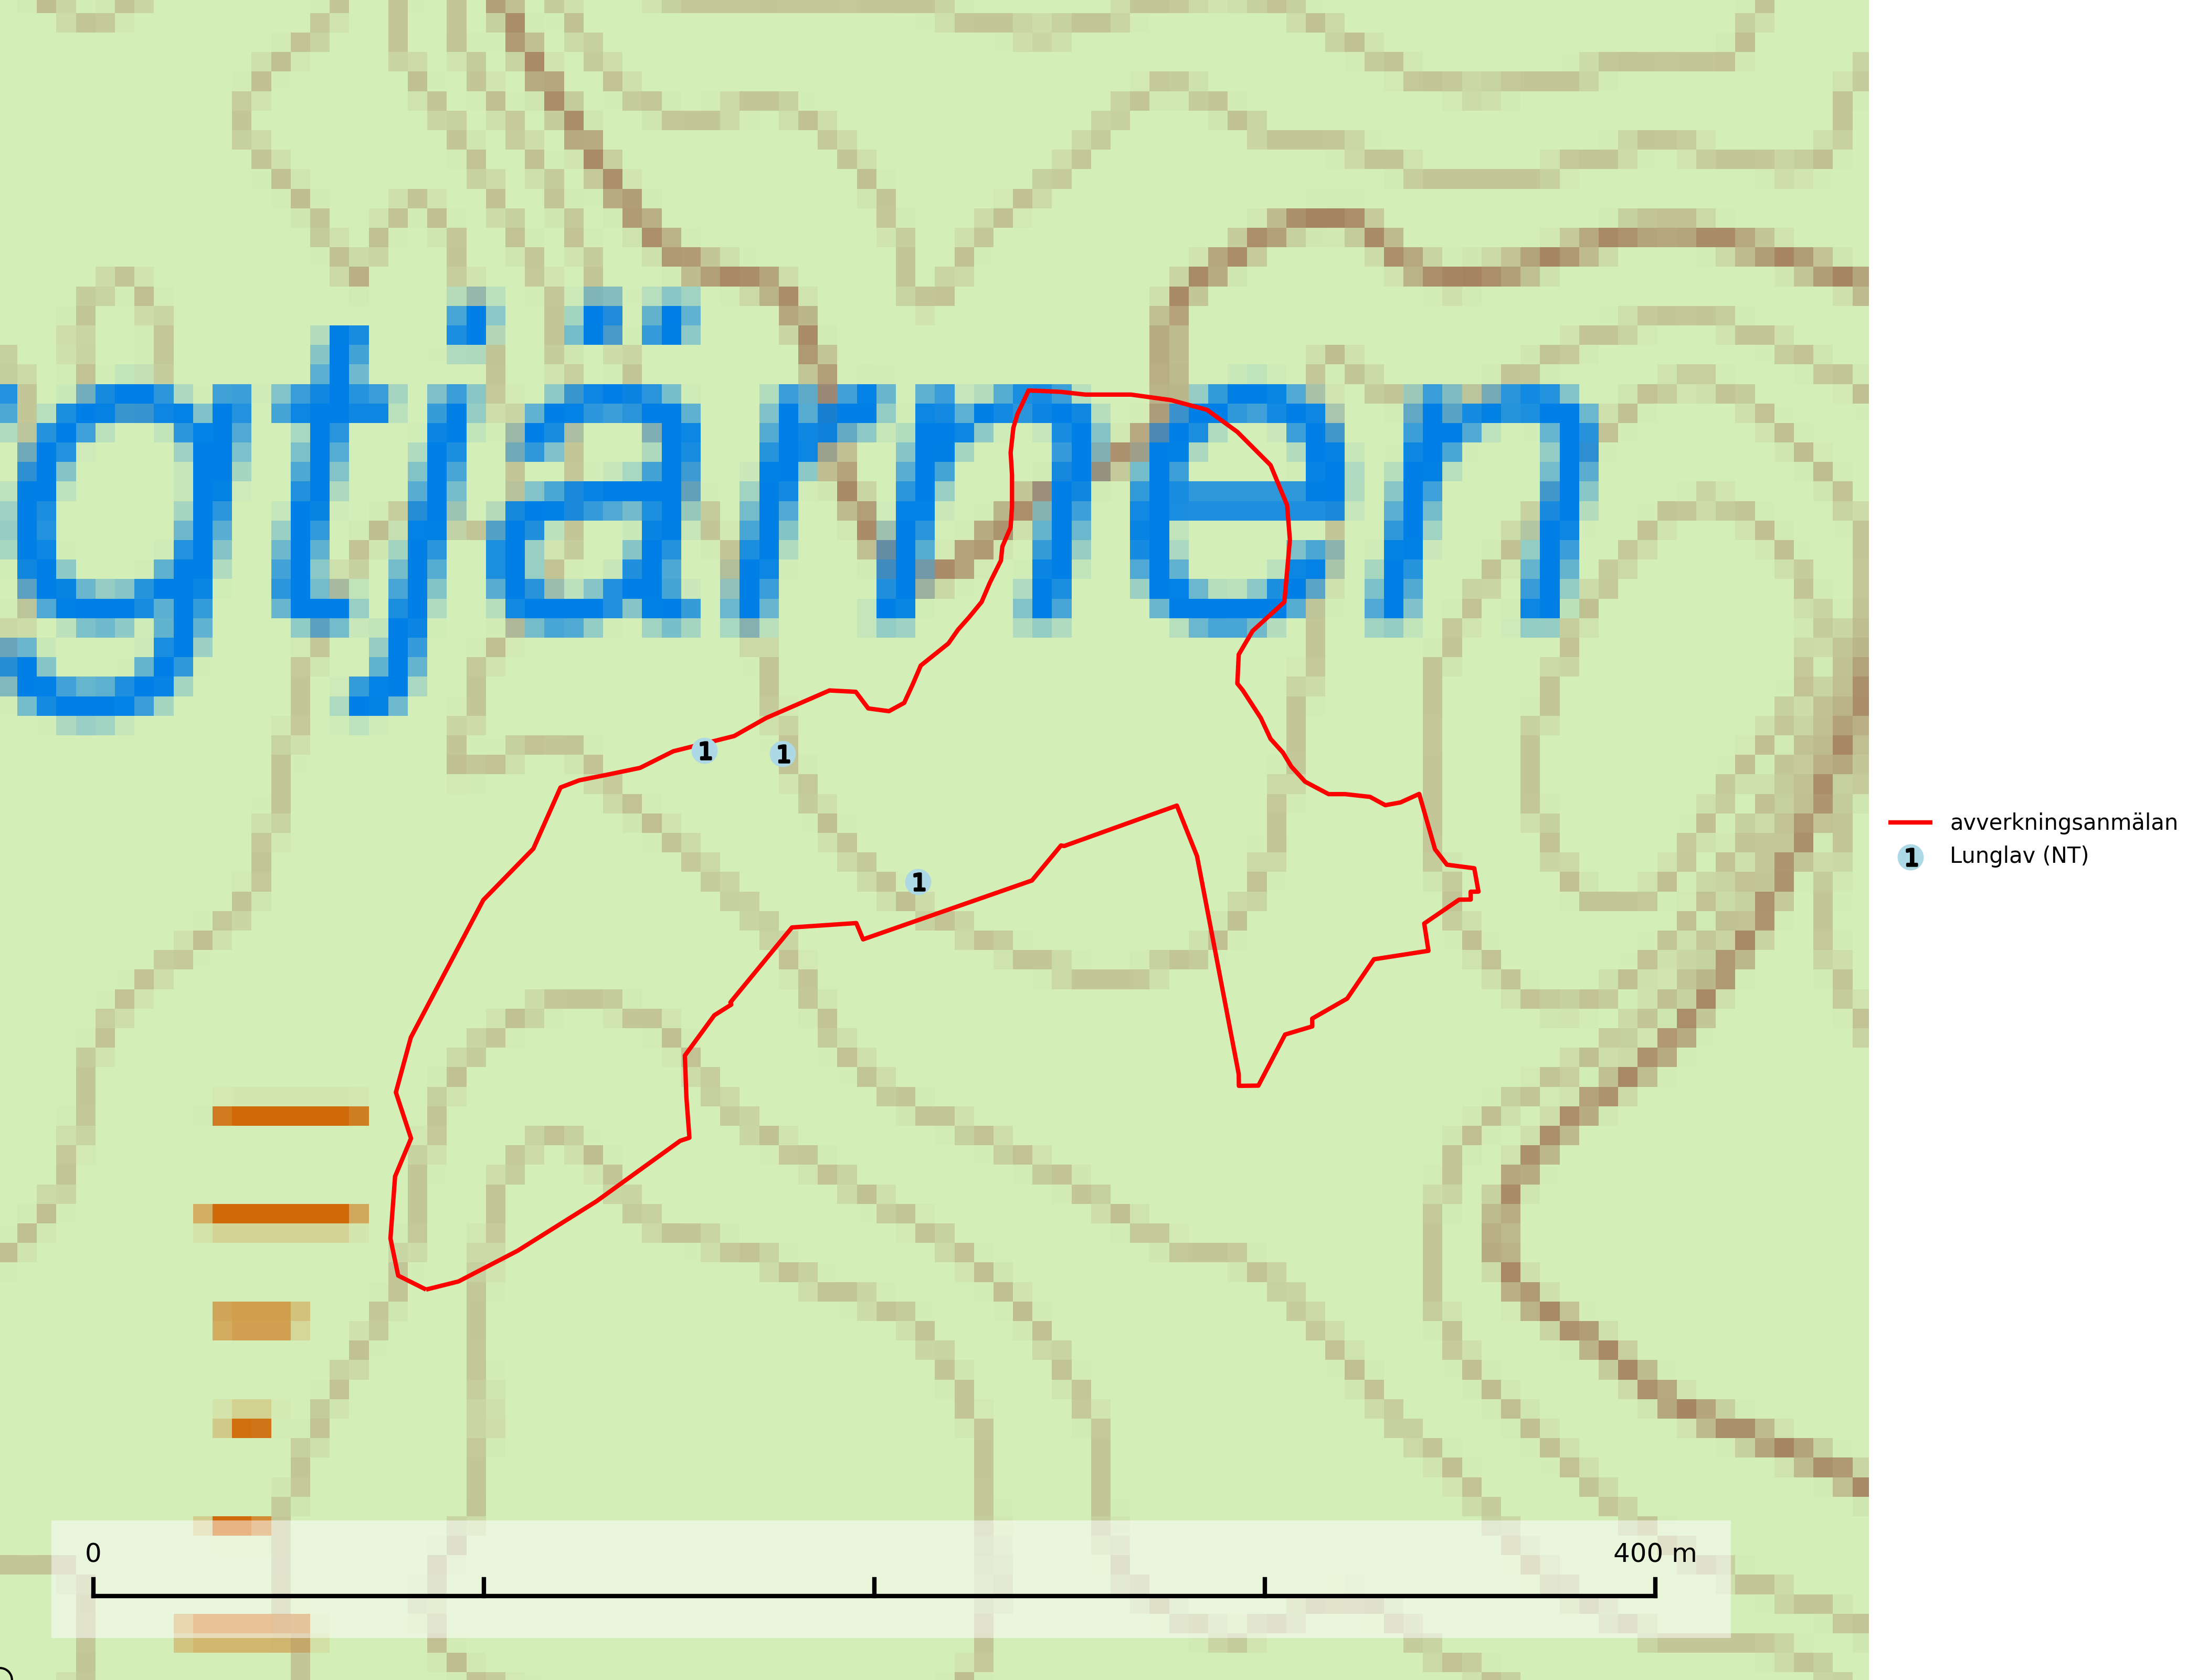 gtjärnen
1
1
1
avverkningsanmälan
1 Lunglav (NT)
0 400 m